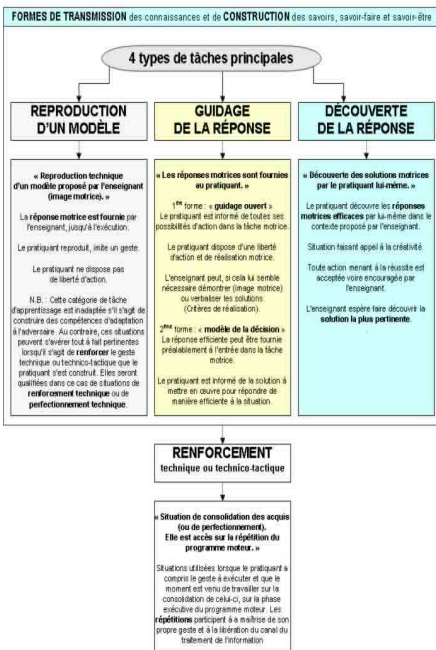 FORMES DE TRANSMISSION des connaissances et de CONSTRUCTION des savoirs, savoir-faire et savoir-être
4 types de tâches principales
REPRODUCTION
D'UN MODÈLE
« Reproduction technique
d'un modèle proposé par l'enseignant
(image motrice). »
La réponse motrice est fournie par
l'enseignant, jusqu'à l'exécution.
Le pratiquant reproduit, imite un geste.
Le pratiquant ne dispose pas
de liberté d'action.
N.B. : Cette catégorie de tâche
d'apprentissage est inadaptée s'il s'agit de
construire des compétences d'adaptation
à l'adversaire. Au contraire, ces situations
peuvent s'avérer tout à fait pertinentes
lorsqu'il s'agit de renforcer le geste
technique ou technico-tactique que le
pratiquant s'est construit. Elles seront
qualifiées dans ce cas de situations de
renforcement technique ou de
perfectionnement technique.
GUIDAGE
DE LA RÉPONSE
« Les réponses motrices sont fournies
au pratiquant. »
1ère forme : « guidage ouvert »
Le pratiquant est informé de toutes ses
possibilités d'action dans la tâche motrice.
Le pratiquant dispose d'une liberté
d'action et de réalisation motrice.
L'enseignant peut, si cela lui semble
nécessaire démontrer (image motrice)
ou verbaliser les solutions
(Critères de réalisation).
2ème forme : « modèle de la décision »
La réponse efficiente peut être fournie
préalablement à l'entrée dans la tâche
motrice.
Le pratiquant est informé de la solution à
mettre en œuvre pour répondre de
manière efficiente à la situation.
DÉCOUVERTE
DE LA RÉPONSE
« Découverte des solutions motrices
par le pratiquant lui-même. »
Le pratiquant découvre les réponses
motrices efficaces par lui-même dans le
contexte proposé par l'enseignant.
Situation faisant appel à la créativité
Toute action menant à la réussite est
acceptée voire encouragée par
l'enseignant.
L'enseignant espère faire découvrir la
solution la plus pertinente.
RENFORCEMENT
technique ou technico-tactique
« Situation de consolidation des acquis
(ou de perfectionnement).
Elle est accès sur la répétition du
programme moteur. »
Situations utilisées lorsque le pratiquant a
compris le geste à exécuter et que le
moment est venu de travailler sur la
consolidation de celui-ci, sur la phase
exécutive du programme moteur. Les
répétitions participent à a maîtrise de son
propre geste et à la libération du canal du
traitement de l'information